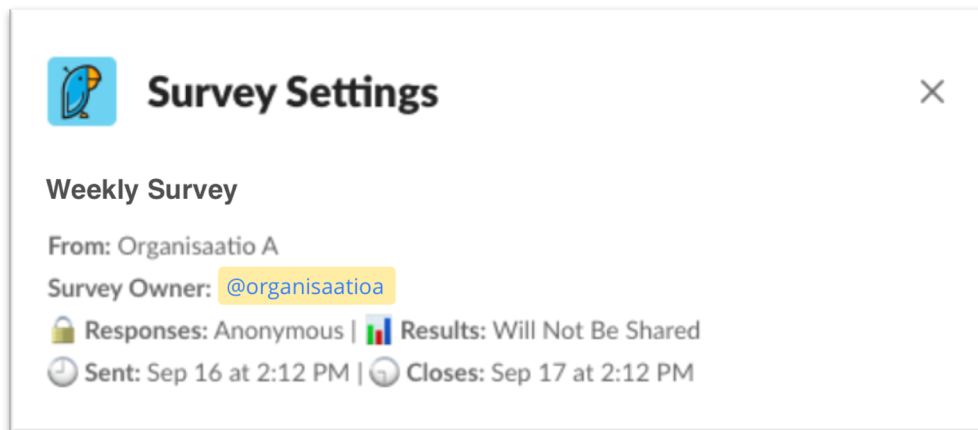 Survey Settings
Weekly Survey
From: Organisaatio A
Survey Owner: @organisaatioa
Responses: Anonymous | Results: Will Not Be Shared
Sent: Sep 16 at 2:12 PM | Closes: Sep 17 at 2:12 PM